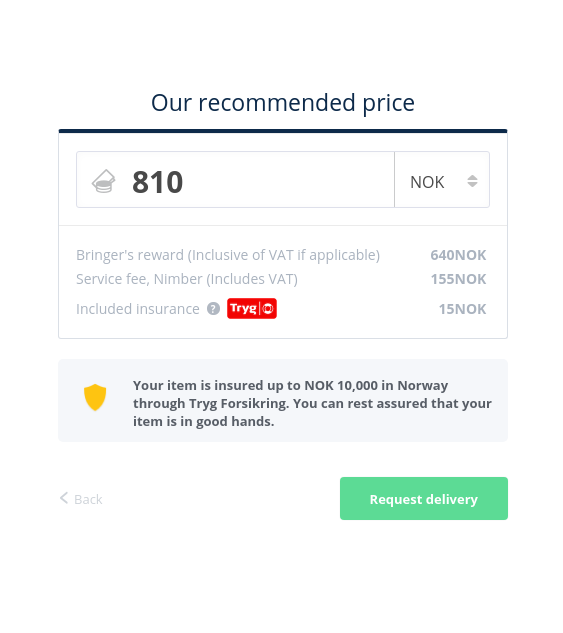 Our recommended price
810 NOK
Bringer's reward (Inclusive of VAT if applicable) 640NOK
Service fee, Nimber (Includes VAT) 155NOK
Included insurance ? Tryg 15NOK
Your item is insured up to NOK 10,000 in Norway
through Tryg Forsikring. You can rest assured that your
item is in good hands.
Back Request delivery